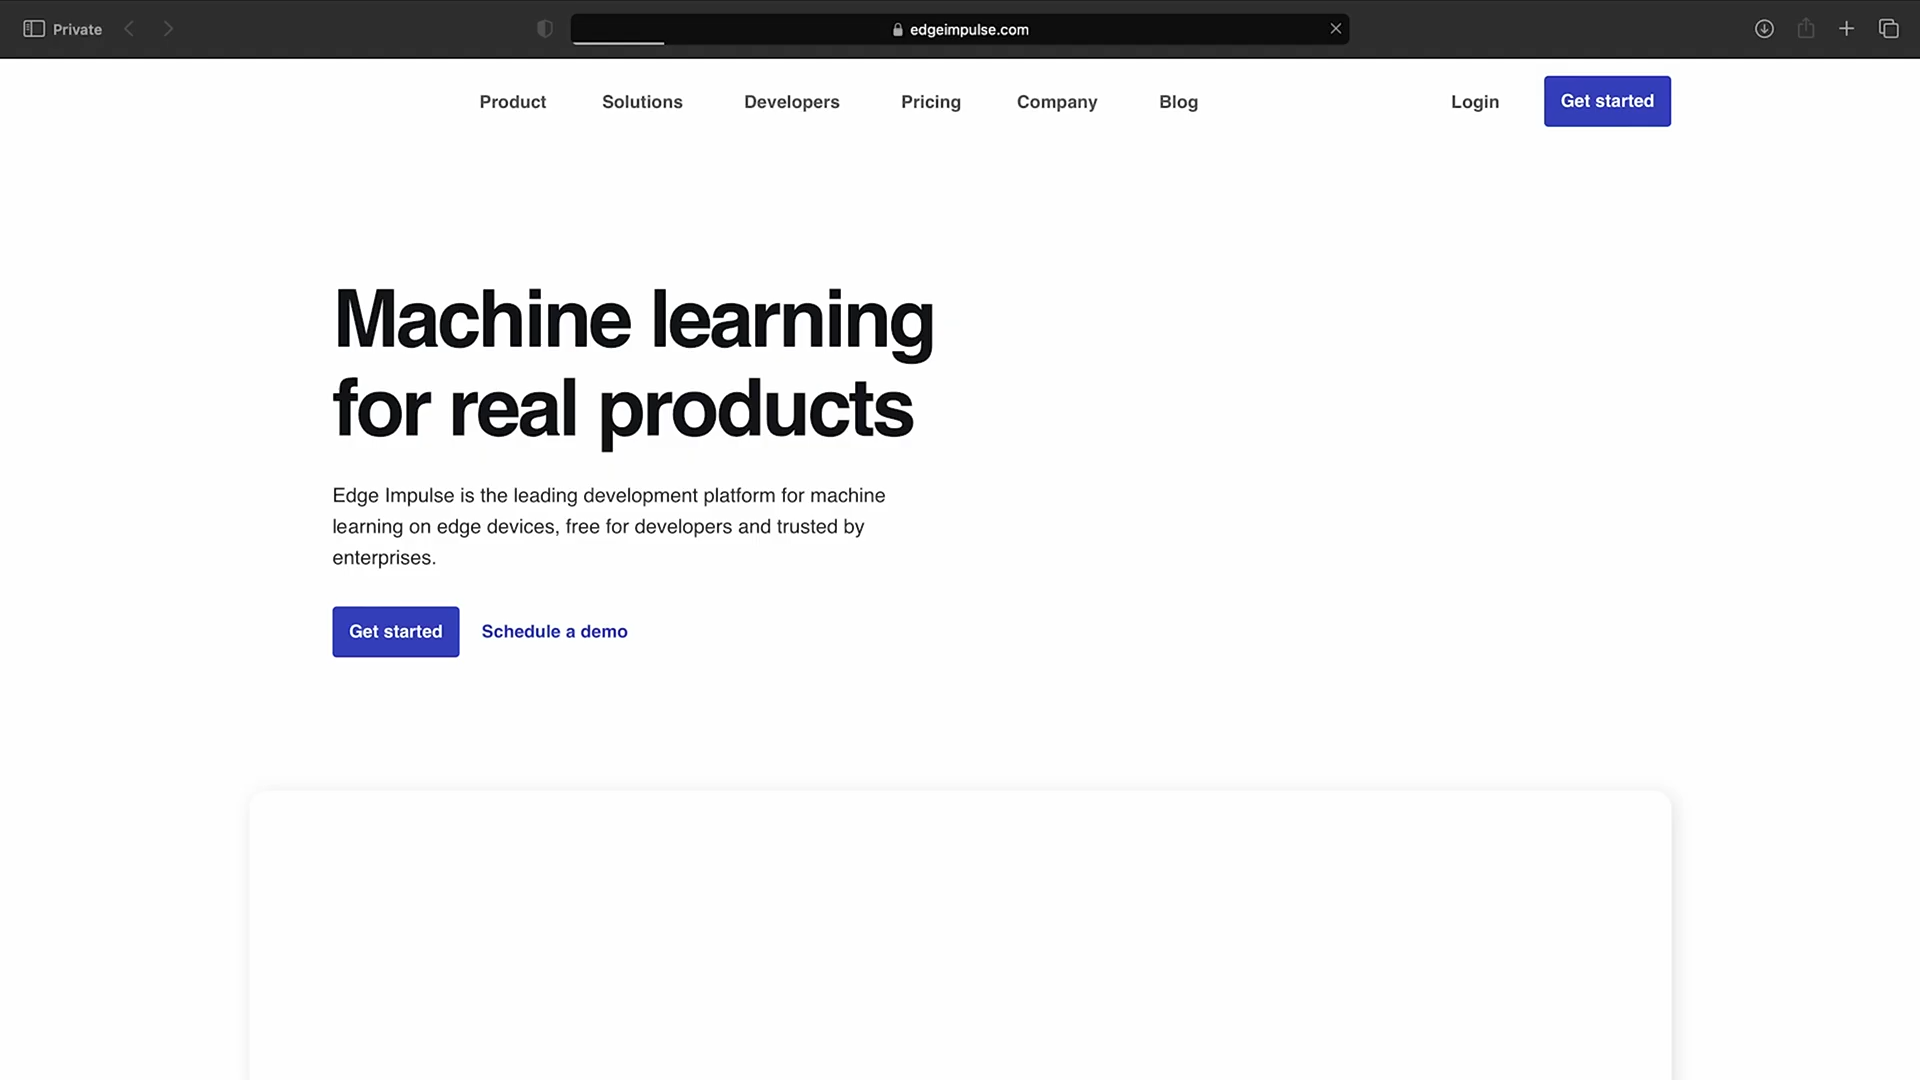 Private
edgeimpulse.com
Product Solutions Developers Pricing Company Blog Login Get started
Machine learning
for real products
Edge Impulse is the leading development platform for machine
learning on edge devices, free for developers and trusted by
enterprises.
Get started Schedule a demo